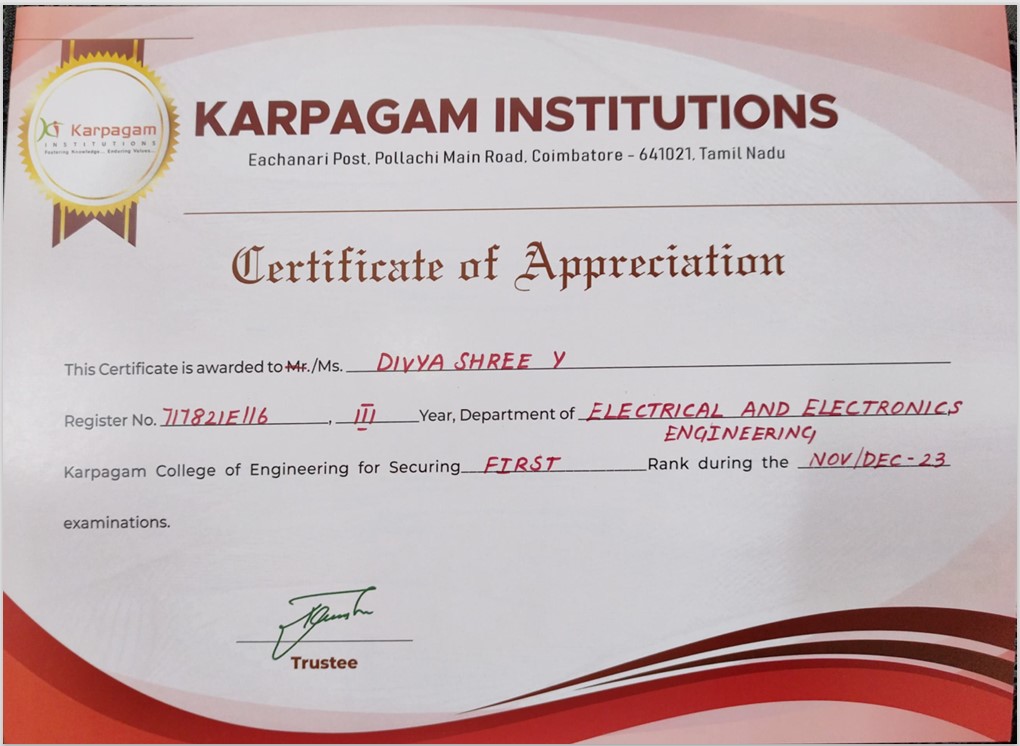 Karpagam
INSTITUTIONS
Fostering Knowledge... Enduring Values...
KARPAGAM INSTITUTIONS
Eachanari Post, Pollachi Main Road, Coimbatore - 641021, Tamil Nadu
Certificate of Appreciation
This Certificate is awarded to Mr./Ms. DIVYA SHREE Y
Register No. 717821E116, III Year, Department of ELECTRICAL AND ELECTRONICS
ENGINEERING
Karpagam College of Engineering for Securing FIRST Rank during the NOV/DEC-23
examinations.
Trustee